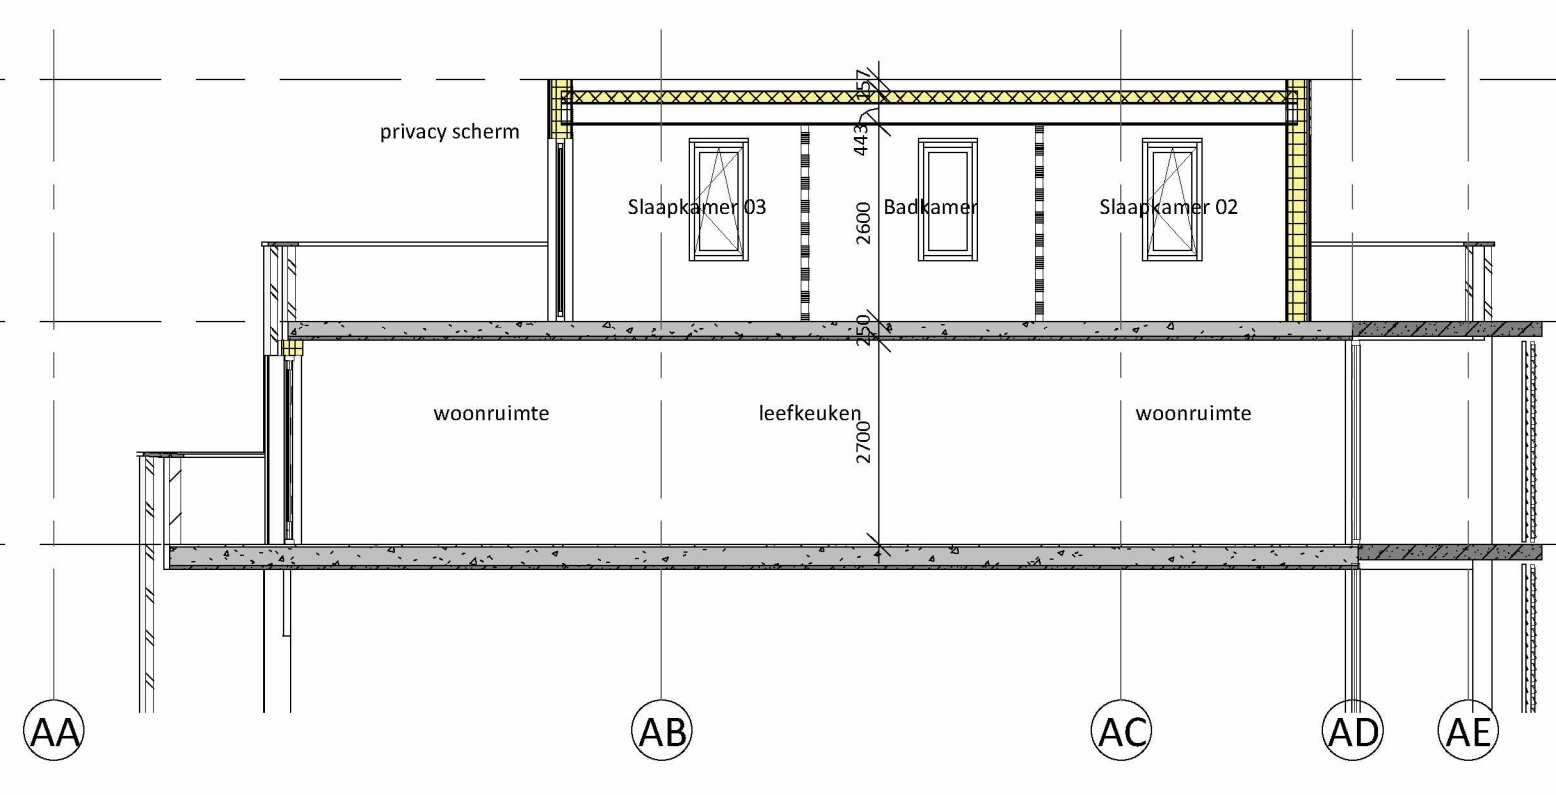 157
privacy scherm
443
Slaapkamer 03
Badkamer
Slaapkamer 02
2600
250
woonruimte
leefkeuken
woonruimte
2700
AA
AB
AC
AD
AE